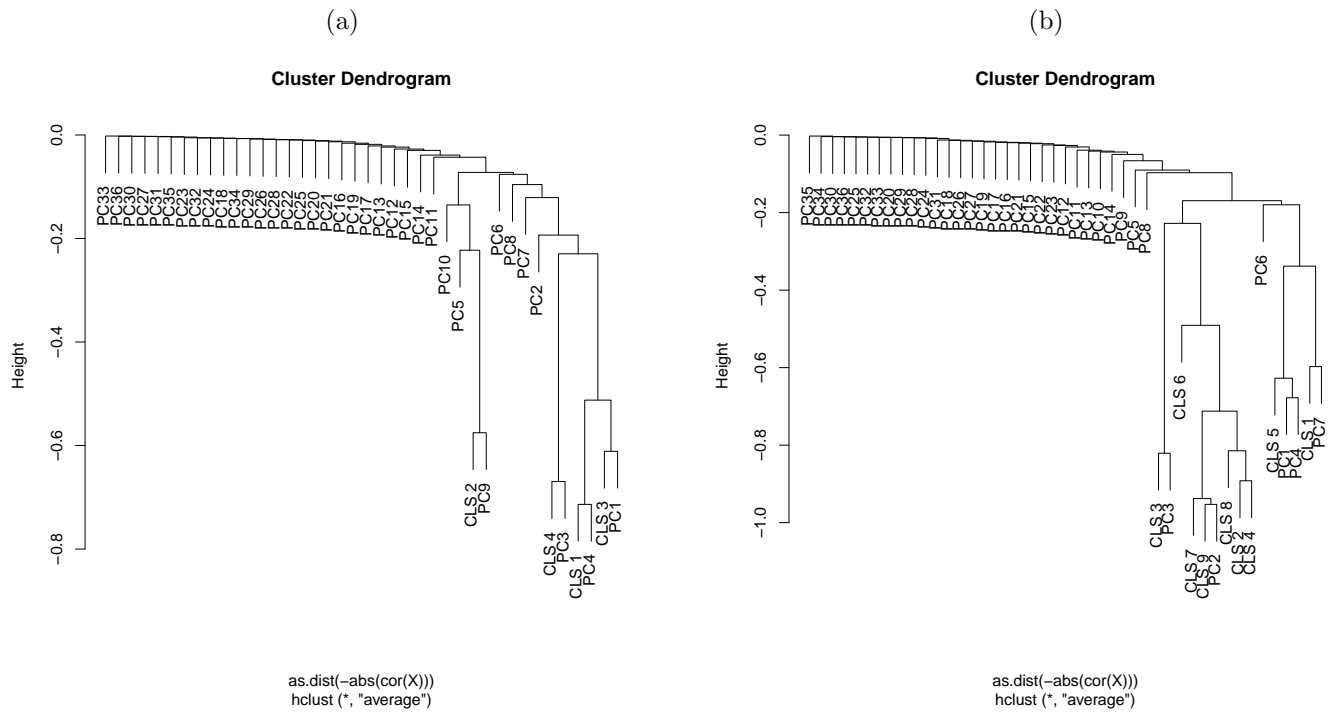 (a)
Cluster Dendrogram
Height
0.0
−0.2
−0.4
−0.6
−0.8
PC33
PC36
PC30
PC27
PC31
PC35
PC23
PC32
PC24
PC18
PC34
PC29
PC26
PC28
PC22
PC25
PC20
PC21
PC16
PC19
PC17
PC13
PC12
PC15
PC14
PC11
PC10
PC5
CLS 2
PC9
PC6
PC8
PC7
PC2
CLS 4
PC3
CLS 1
PC4
CLS 3
PC1
as.dist(−abs(cor(X)))
hclust (*, "average")
(b)
Cluster Dendrogram
Height
0.0
−0.2
−0.4
−0.6
−0.8
−1.0
PC35
PC34
PC30
PC36
PC25
PC32
PC33
PC20
PC29
PC28
PC24
PC31
PC18
PC26
PC27
PC19
PC17
PC16
PC21
PC15
PC22
PC23
PC12
PC11
PC13
PC10
PC14
PC9
PC5
PC8
CLS 3
PC3
CLS 6
CLS 7
CLS 9
PC2
CLS 8
CLS 2
CLS 4
PC6
CLS 5
PC1
PC4
CLS 1
PC7
as.dist(−abs(cor(X)))
hclust (*, "average")